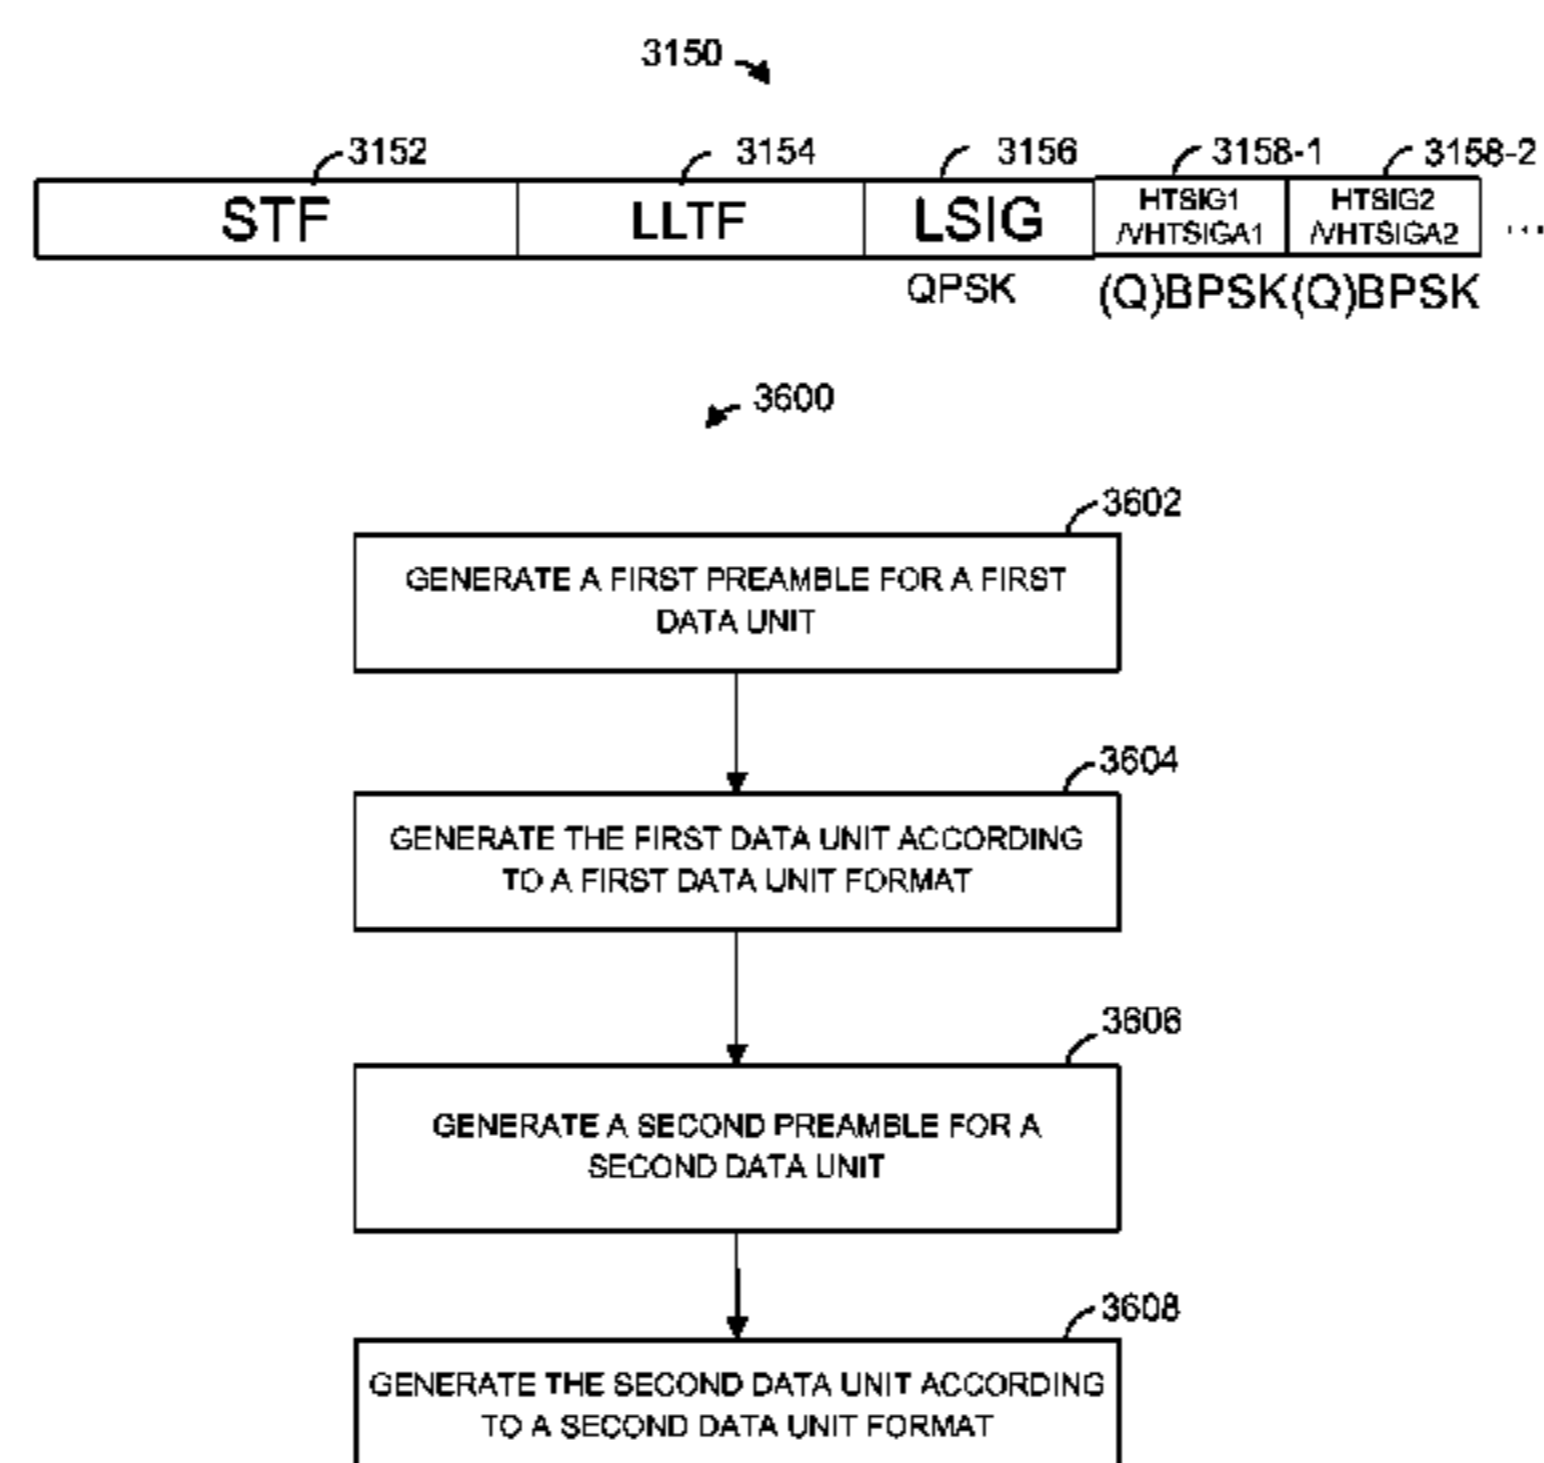 3150
3152
3154
3156
3158-1
3158-2
STF
LLTF
LSIG
HTSIG1
/VHTSIGA1
HTSIG2
/VHTSIGA2
...
QPSK
(Q)BPSK
(Q)BPSK
3600
3602
GENERATE A FIRST PREAMBLE FOR A FIRST
DATA UNIT
3604
GENERATE THE FIRST DATA UNIT ACCORDING
TO A FIRST DATA UNIT FORMAT
3606
GENERATE A SECOND PREAMBLE FOR A
SECOND DATA UNIT
3608
GENERATE THE SECOND DATA UNIT ACCORDING
TO A SECOND DATA UNIT FORMAT